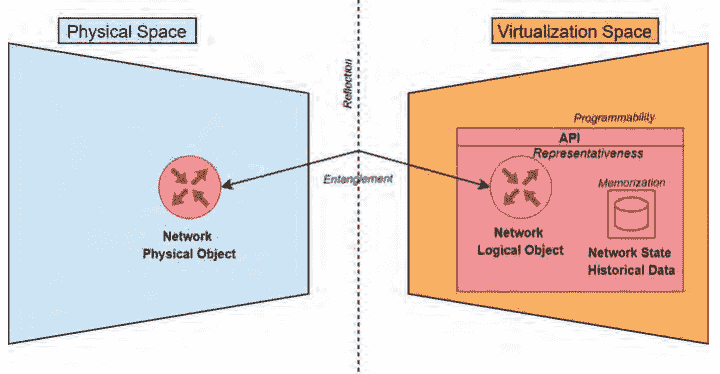 Physical Space
Virtualization Space
Reflection
Programmability
API
Representativeness
Entanglement
Memorization
Network
Physical Object
Network
Logical Object
Network State
Historical Data